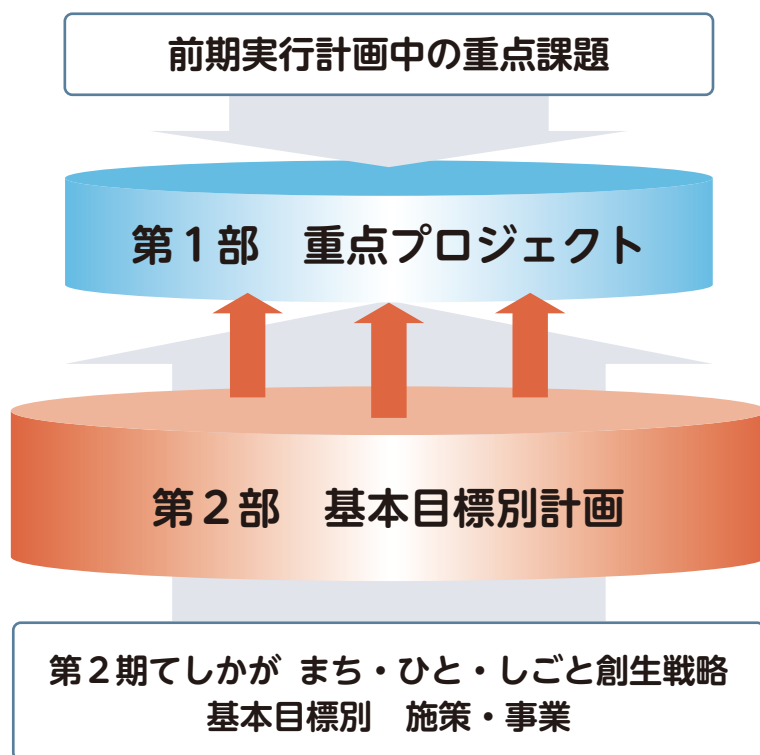 前期実行計画中の重点課題
第１部　重点プロジェクト
第２部　基本目標別計画
第２期てしかが まち・ひと・しごと創生戦略
基本目標別　施策・事業